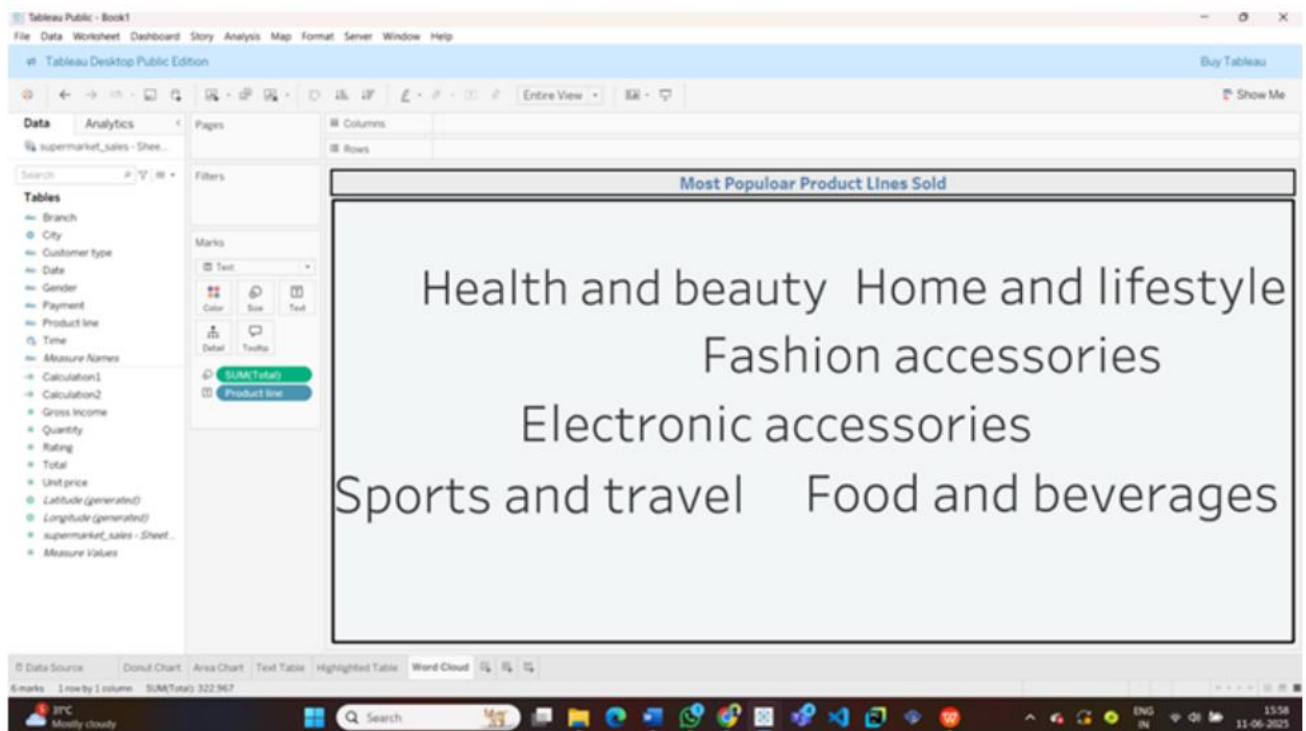 Tableau Public - Book1
File Data Worksheet Dashboard Story Analysis Map Format Server Window Help
Tableau Desktop Public Edition Buy Tableau
Entire View Show Me
Data Analytics Pages Columns
supermarket_sales - Shee... Rows
Search Filters
Most Populoar Product LInes Sold
Tables
Branch
City
Customer type
Date
Gender
Payment
Product line
Time
Measure Names
Calculation1
Calculation2
Gross Income
Quantity
Rating
Total
Unit price
Latitude (generated)
Longitude (generated)
supermarket_sales - Sheet...
Measure Values
Marks
Text
Color Size Text
Detail Tooltip
SUM(Total)
Product line
Health and beauty Home and lifestyle
Fashion accessories
Electronic accessories
Sports and travel Food and beverages
Data Source Donut Chart Area Chart Text Table Highlighted Table Word Cloud
6 marks 1 row by 1 column SUM(Total): 322,967
31°C
Mostly cloudy
Search
ENG
IN
15:58
11-06-2025